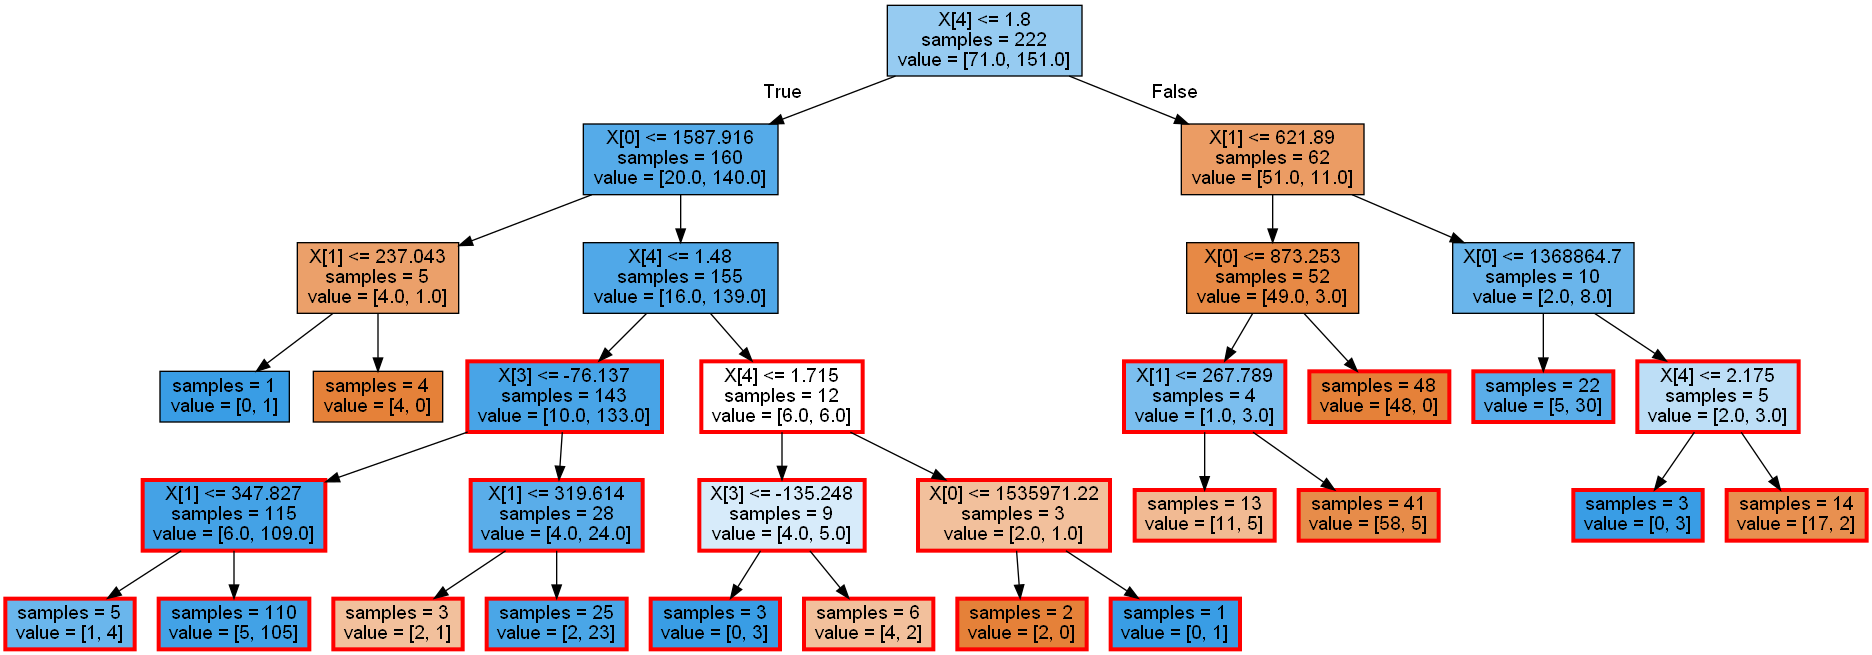 X[4] <= 1.8
samples = 222
value = [71.0, 151.0]
True
False
X[0] <= 1587.916
samples = 160
value = [20.0, 140.0]
X[1] <= 621.89
samples = 62
value = [51.0, 11.0]
X[1] <= 237.043
samples = 5
value = [4.0, 1.0]
X[4] <= 1.48
samples = 155
value = [16.0, 139.0]
X[0] <= 873.253
samples = 52
value = [49.0, 3.0]
X[0] <= 1368864.7
samples = 10
value = [2.0, 8.0]
samples = 1
value = [0, 1]
samples = 4
value = [4, 0]
X[3] <= -76.137
samples = 143
value = [10.0, 133.0]
X[4] <= 1.715
samples = 12
value = [6.0, 6.0]
X[1] <= 267.789
samples = 4
value = [1.0, 3.0]
samples = 48
value = [48, 0]
samples = 22
value = [5, 30]
X[4] <= 2.175
samples = 5
value = [2.0, 3.0]
X[1] <= 347.827
samples = 115
value = [6.0, 109.0]
X[1] <= 319.614
samples = 28
value = [4.0, 24.0]
X[3] <= -135.248
samples = 9
value = [4.0, 5.0]
X[0] <= 1535971.22
samples = 3
value = [2.0, 1.0]
samples = 13
value = [11, 5]
samples = 41
value = [58, 5]
samples = 3
value = [0, 3]
samples = 14
value = [17, 2]
samples = 5
value = [1, 4]
samples = 110
value = [5, 105]
samples = 3
value = [2, 1]
samples = 25
value = [2, 23]
samples = 3
value = [0, 3]
samples = 6
value = [4, 2]
samples = 2
value = [2, 0]
samples = 1
value = [0, 1]